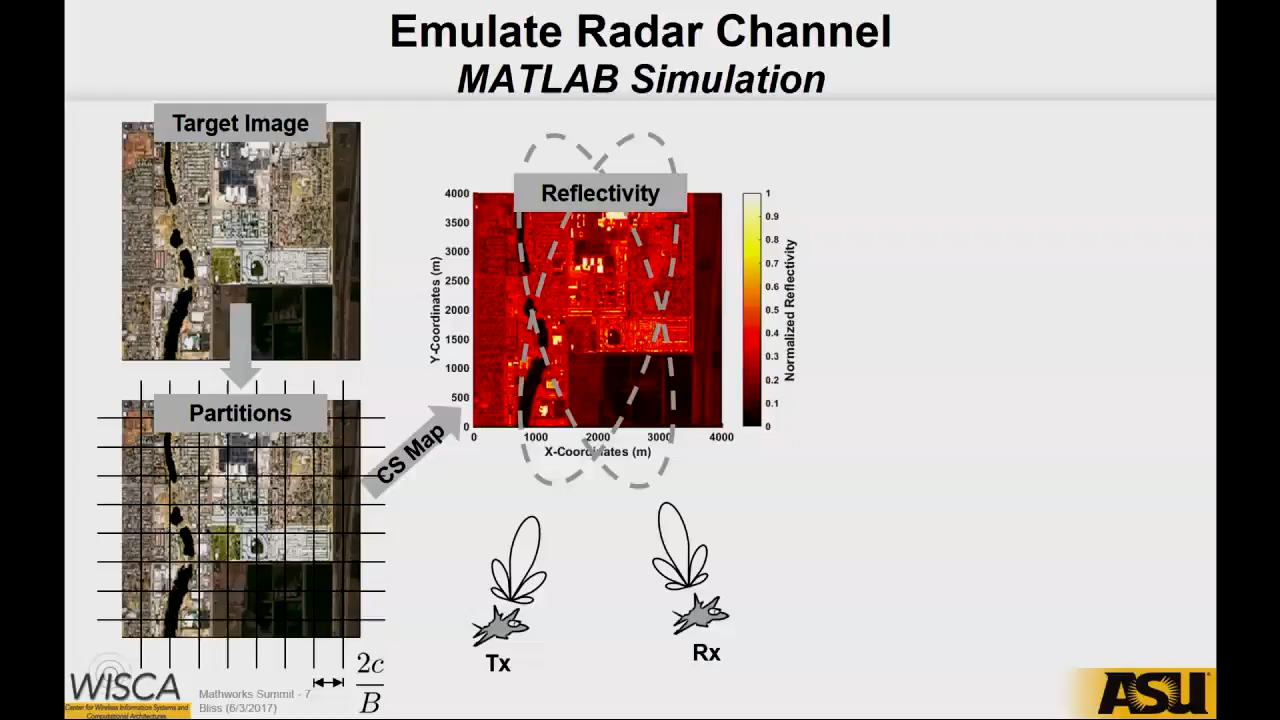 Emulate Radar Channel
MATLAB Simulation
Target Image
Partitions
CS Map
Reflectivity
4000
3500
3000
2500
2000
1500
1000
500
0
Y-Coordinates (m)
0 1000 2000 3000 4000
X-Coordinates (m)
1
0.9
0.8
0.7
0.6
0.5
0.4
0.3
0.2
0.1
0
Normalized Reflectivity
Tx
Rx
2c
B
WISCA
Center for Wireless Information Systems and
Computational Architectures
Mathworks Summit - 7
Bliss (6/3/2017)
ASU